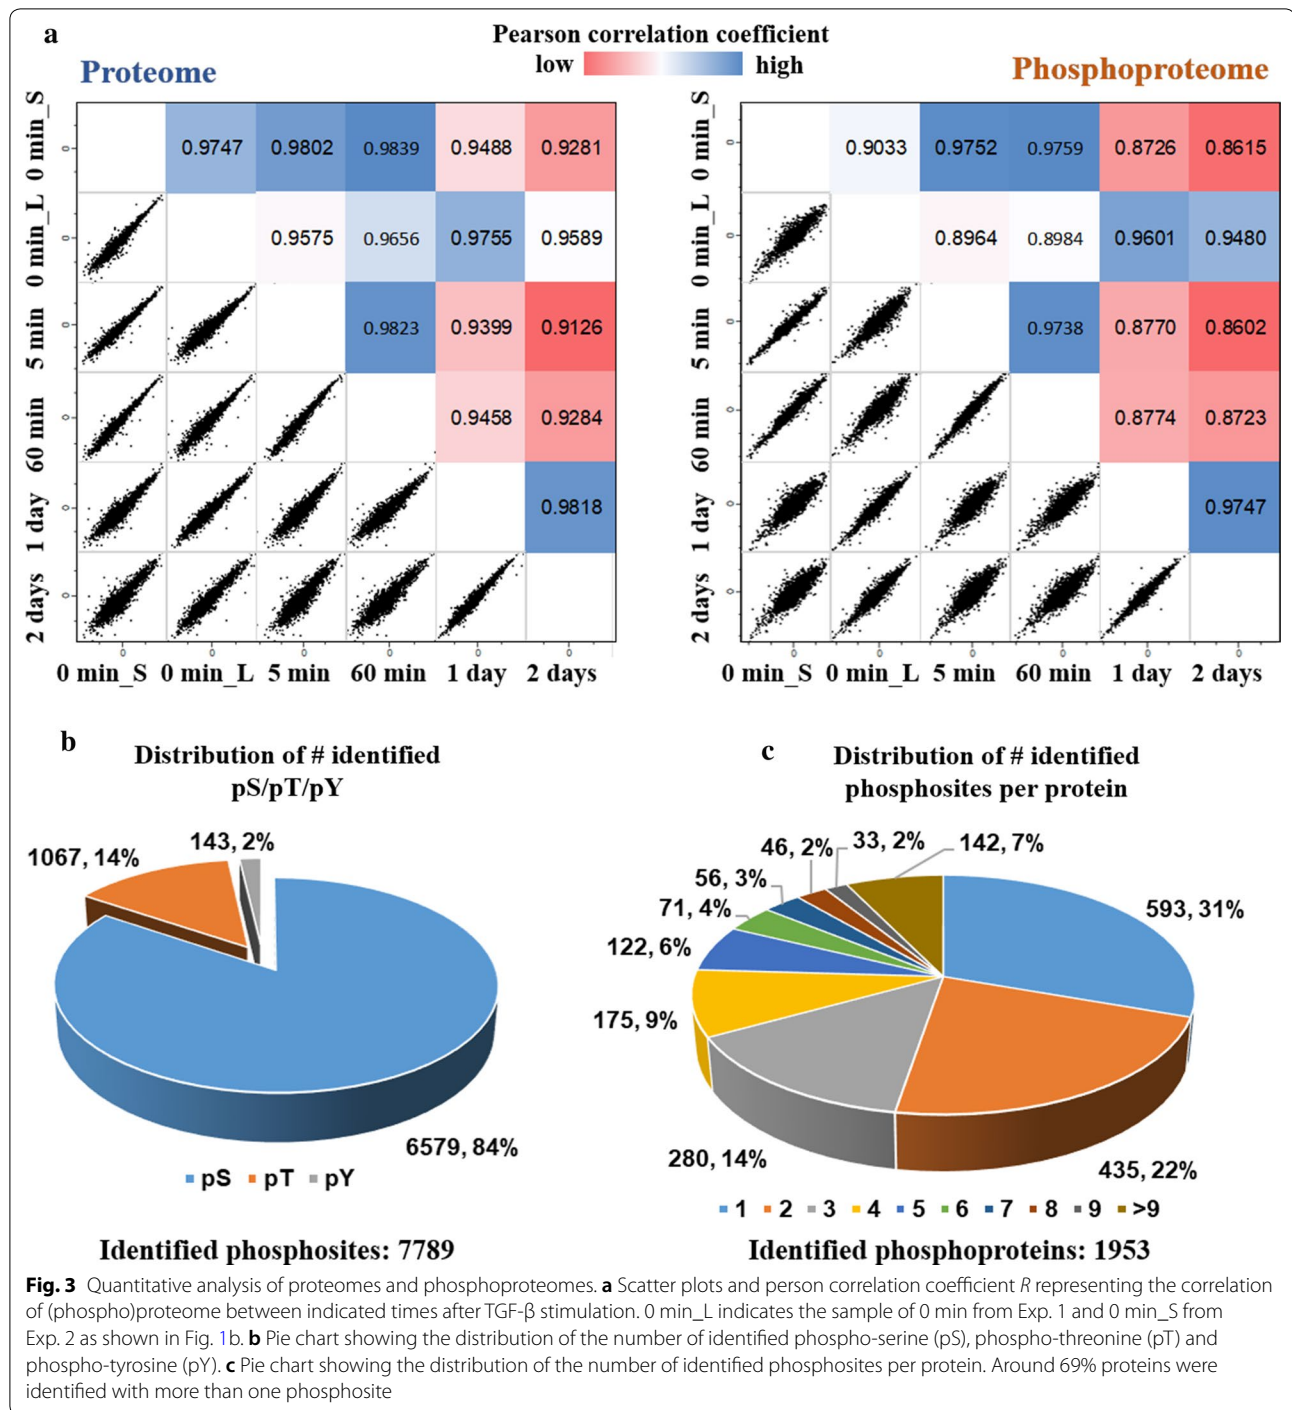 a
Pearson correlation coefficient
low high
Proteome
Phosphoproteome
0 min_S 0.9747 0.9802 0.9839 0.9488 0.9281
0 min_L 0.9575 0.9656 0.9755 0.9589
5 min 0.9823 0.9399 0.9126
60 min 0.9458 0.9284
1 day 0.9818
2 days
0 min_S 0 min_L 5 min 60 min 1 day 2 days
0 min_S 0.9033 0.9752 0.9759 0.8726 0.8615
0 min_L 0.8964 0.8984 0.9601 0.9480
5 min 0.9738 0.8770 0.8602
60 min 0.8774 0.8723
1 day 0.9747
2 days
0 min_S 0 min_L 5 min 60 min 1 day 2 days
b
Distribution of # identified
pS/pT/pY
143, 2%
1067, 14%
6579, 84%
pS pT pY
Identified phosphosites: 7789
c
Distribution of # identified
phosphosites per protein
46, 2% 33, 2% 142, 7%
56, 3%
71, 4%
593, 31%
122, 6%
175, 9%
280, 14%
435, 22%
1 2 3 4 5 6 7 8 9 >9
Identified phosphoproteins: 1953
Fig. 3 Quantitative analysis of proteomes and phosphoproteomes. a Scatter plots and person correlation coefficient R representing the correlation
of (phospho)proteome between indicated times after TGF-β stimulation. 0 min_L indicates the sample of 0 min from Exp. 1 and 0 min_S from
Exp. 2 as shown in Fig. 1b. b Pie chart showing the distribution of the number of identified phospho-serine (pS), phospho-threonine (pT) and
phospho-tyrosine (pY). c Pie chart showing the distribution of the number of identified phosphosites per protein. Around 69% proteins were
identified with more than one phosphosite